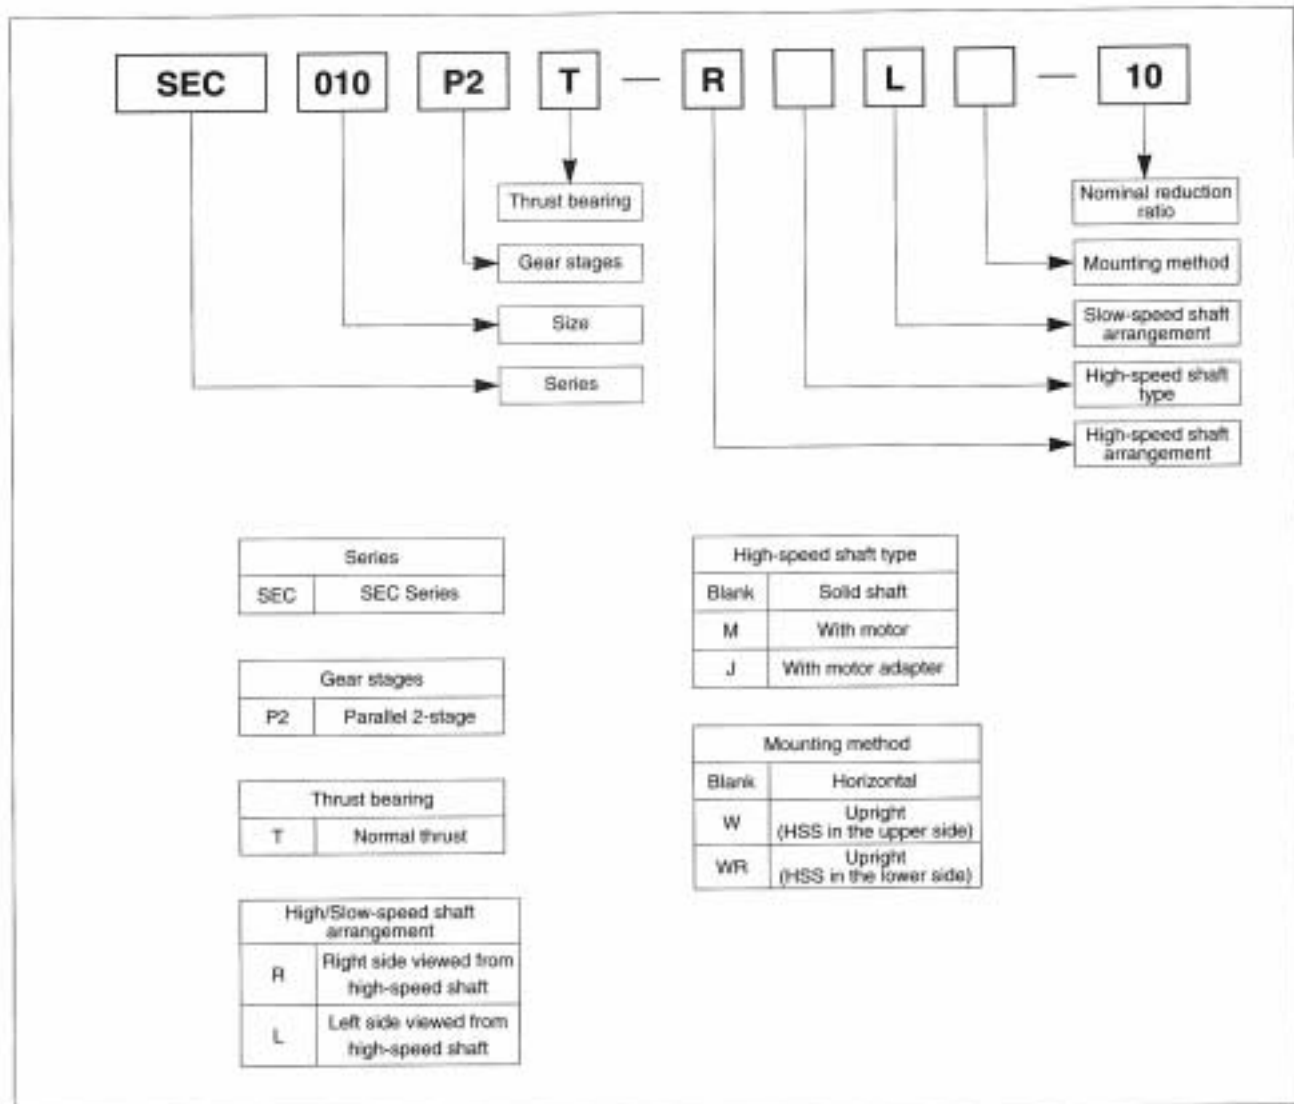 SEC 010 P2 T — R L — 10
Thrust bearing
Gear stages
Size
Series
Nominal reduction
ratio
Mounting method
Slow-speed shaft
arrangement
High-speed shaft
type
High-speed shaft
arrangement
Series
SEC SEC Series
Gear stages
P2 Parallel 2-stage
Thrust bearing
T Normal thrust
High/Slow-speed shaft
arrangement
R Right side viewed from
high-speed shaft
L Left side viewed from
high-speed shaft
High-speed shaft type
Blank Solid shaft
M With motor
J With motor adapter
Mounting method
Blank Horizontal
W Upright
(HSS in the upper side)
WR Upright
(HSS in the lower side)